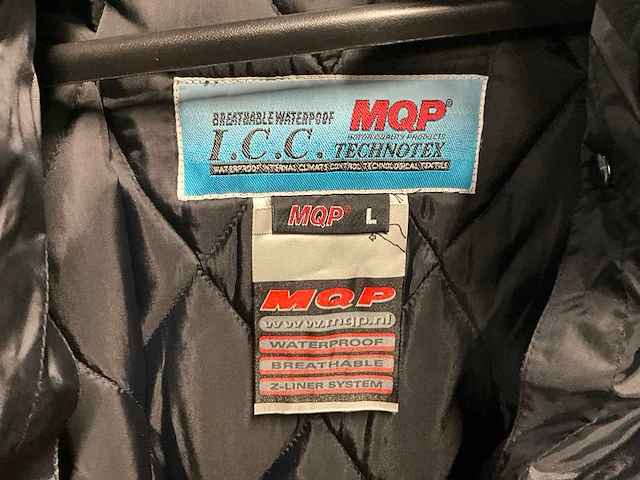 BREATHABLE WATERPROOF
MQP®
MOTOR QUALITY PRODUCTS
I.C.C. TECHNOTEX
WATERPROOF INTERNAL CLIMATE CONTROL TECHNOLOGICAL TEXTILE
MQP® L
MQP
www.mqp.nl
WATERPROOF
BREATHABLE
Z-LINER SYSTEM